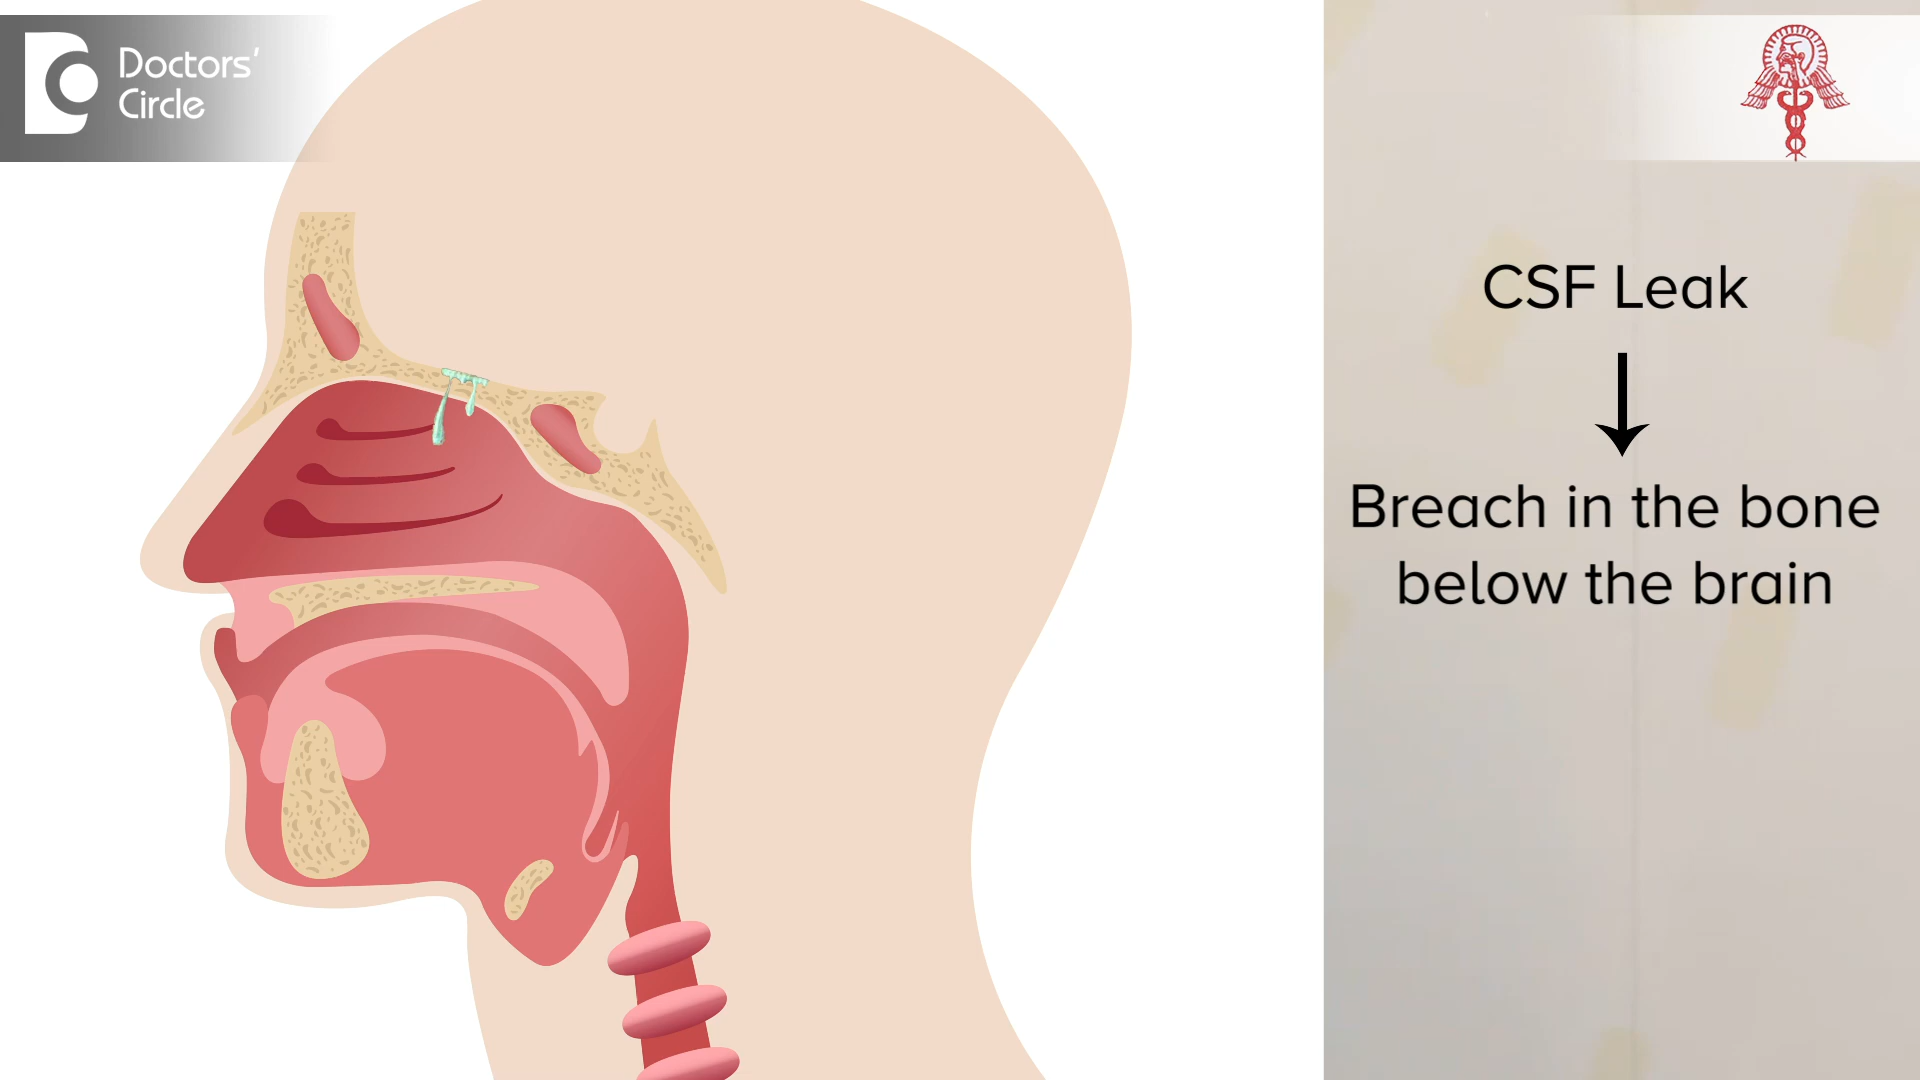 Doctors'
Circle
CSF Leak
Breach in the bone
below the brain